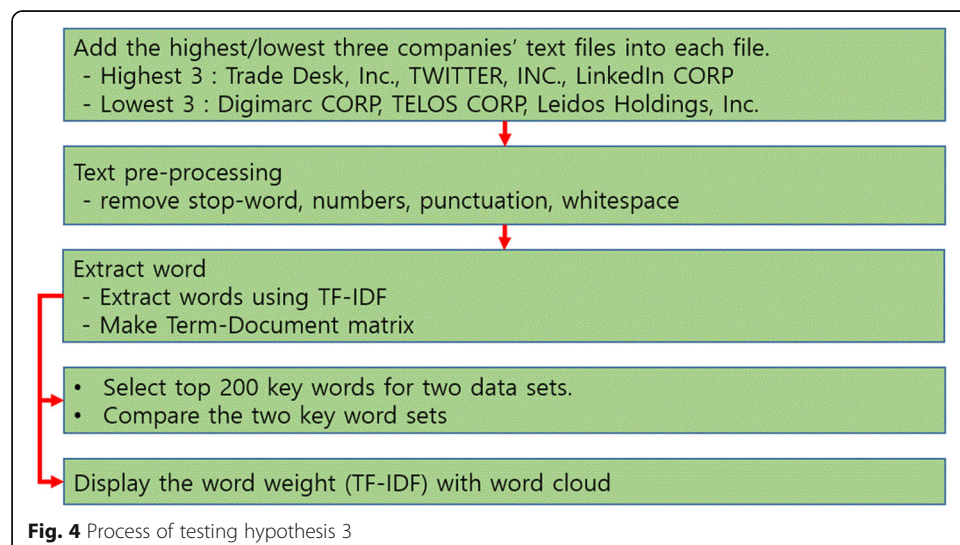 Add the highest/lowest three companies’ text files into each file.
- Highest 3 : Trade Desk, Inc., TWITTER, INC., LinkedIn CORP
- Lowest 3 : Digimarc CORP, TELOS CORP, Leidos Holdings, Inc.
Text pre-processing
- remove stop-word, numbers, punctuation, whitespace
Extract word
- Extract words using TF-IDF
- Make Term-Document matrix
• Select top 200 key words for two data sets.
• Compare the two key word sets
Display the word weight (TF-IDF) with word cloud
Fig. 4 Process of testing hypothesis 3